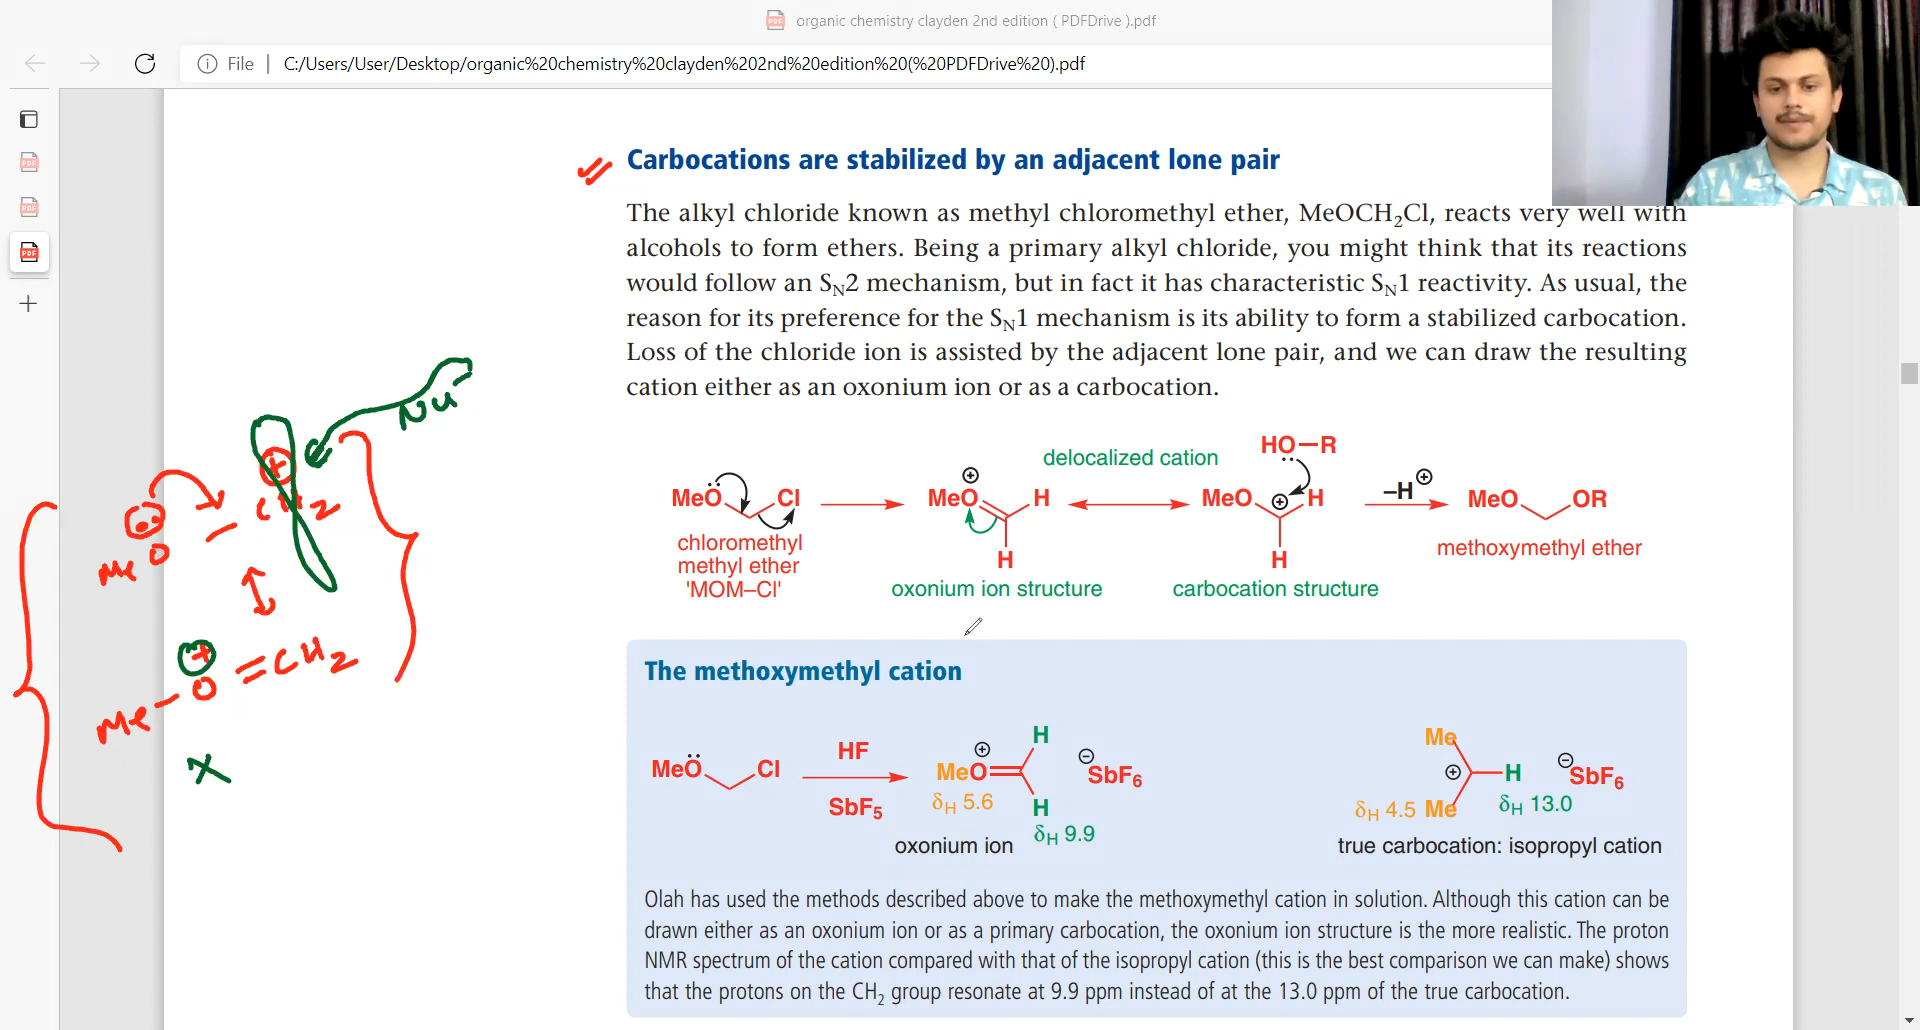 organic chemistry clayden 2nd edition ( PDFDrive ).pdf
File | C:/Users/User/Desktop/organic%20chemistry%20clayden%202nd%20edition%20(%20PDFDrive%20).pdf
Carbocations are stabilized by an adjacent lone pair
The alkyl chloride known as methyl chloromethyl ether, MeOCH₂Cl, reacts very well with
alcohols to form ethers. Being a primary alkyl chloride, you might think that its reactions
would follow an SN2 mechanism, but in fact it has characteristic SN1 reactivity. As usual, the
reason for its preference for the SN1 mechanism is its ability to form a stabilized carbocation.
Loss of the chloride ion is assisted by the adjacent lone pair, and we can draw the resulting
cation either as an oxonium ion or as a carbocation.
Nu
⊕
CH2
Me O
⊕
Me–O=CH2
X
delocalized cation
HO–R
MeO Cl
⊕
MeO H
H
MeO ⊕ H
H
–H⊕
MeO OR
chloromethyl
methyl ether
'MOM–Cl'
oxonium ion structure
carbocation structure
methoxymethyl ether
The methoxymethyl cation
MeO Cl
HF
SbF₅
⊕
MeO H
H
⊖SbF₆
δH 5.6
δH 9.9
oxonium ion
Me
⊕ H
⊖SbF₆
δH 4.5 Me
δH 13.0
true carbocation: isopropyl cation
Olah has used the methods described above to make the methoxymethyl cation in solution. Although this cation can be
drawn either as an oxonium ion or as a primary carbocation, the oxonium ion structure is the more realistic. The proton
NMR spectrum of the cation compared with that of the isopropyl cation (this is the best comparison we can make) shows
that the protons on the CH₂ group resonate at 9.9 ppm instead of at the 13.0 ppm of the true carbocation.